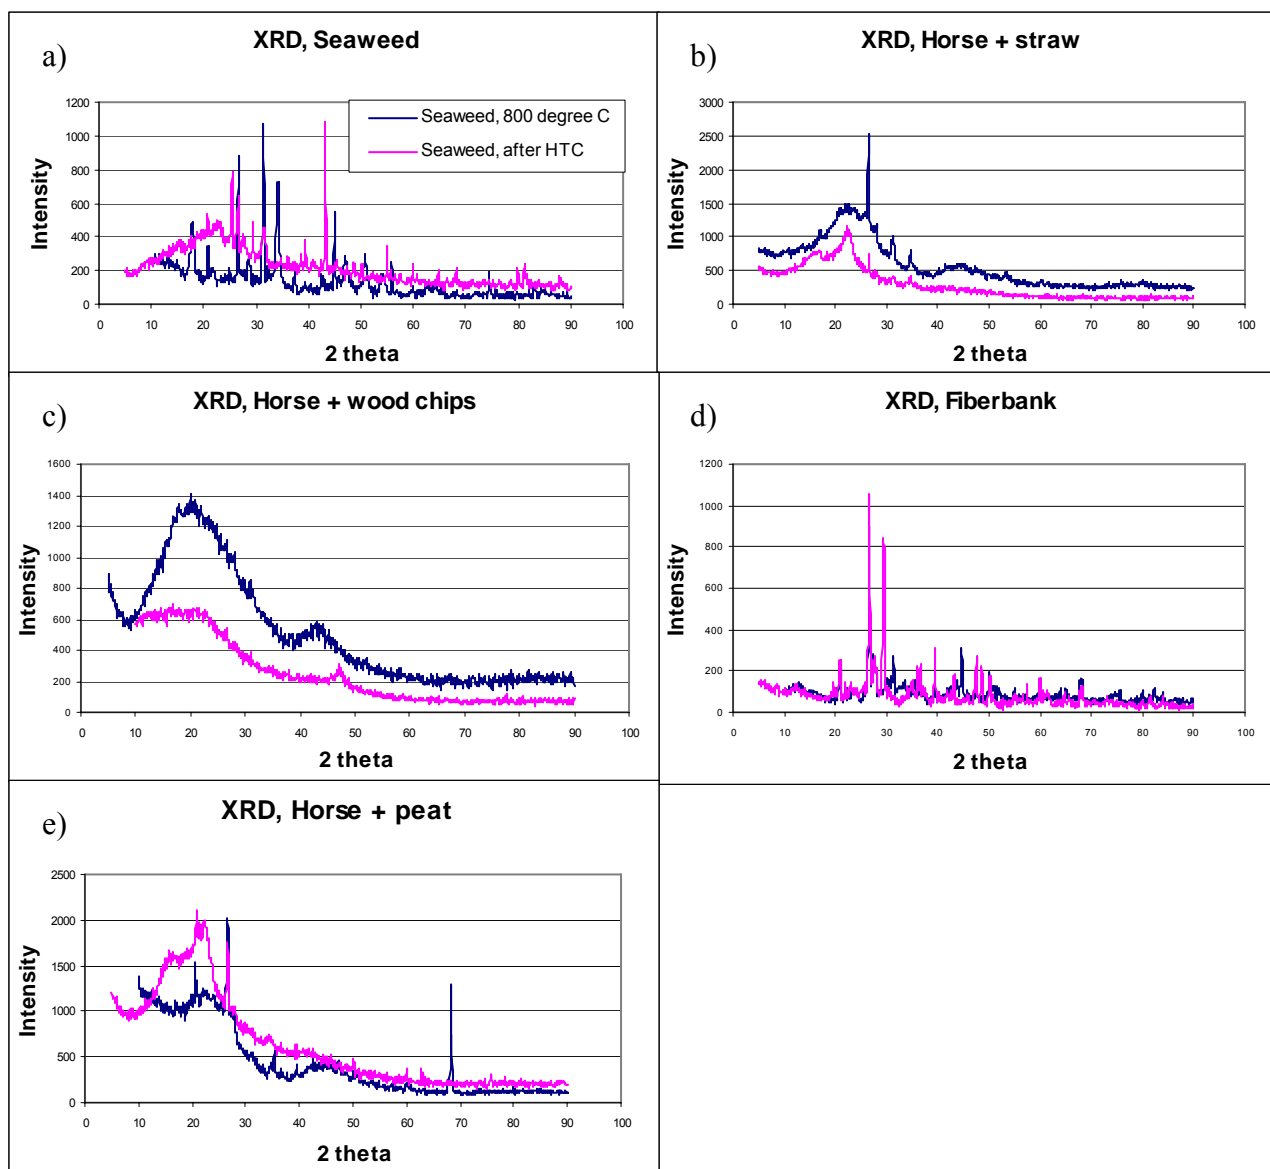 a)
XRD, Seaweed
Intensity
1200
1000
800
600
400
200
0
0 10 20 30 40 50 60 70 80 90 100
2 theta
Seaweed, 800 degree C
Seaweed, after HTC
b)
XRD, Horse + straw
Intensity
3000
2500
2000
1500
1000
500
0
0 10 20 30 40 50 60 70 80 90 100
2 theta
c)
XRD, Horse + wood chips
Intensity
1600
1400
1200
1000
800
600
400
200
0
0 10 20 30 40 50 60 70 80 90 100
2 theta
d)
XRD, Fiberbank
Intensity
1200
1000
800
600
400
200
0
0 10 20 30 40 50 60 70 80 90 100
2 theta
e)
XRD, Horse + peat
Intensity
2500
2000
1500
1000
500
0
0 10 20 30 40 50 60 70 80 90 100
2 theta